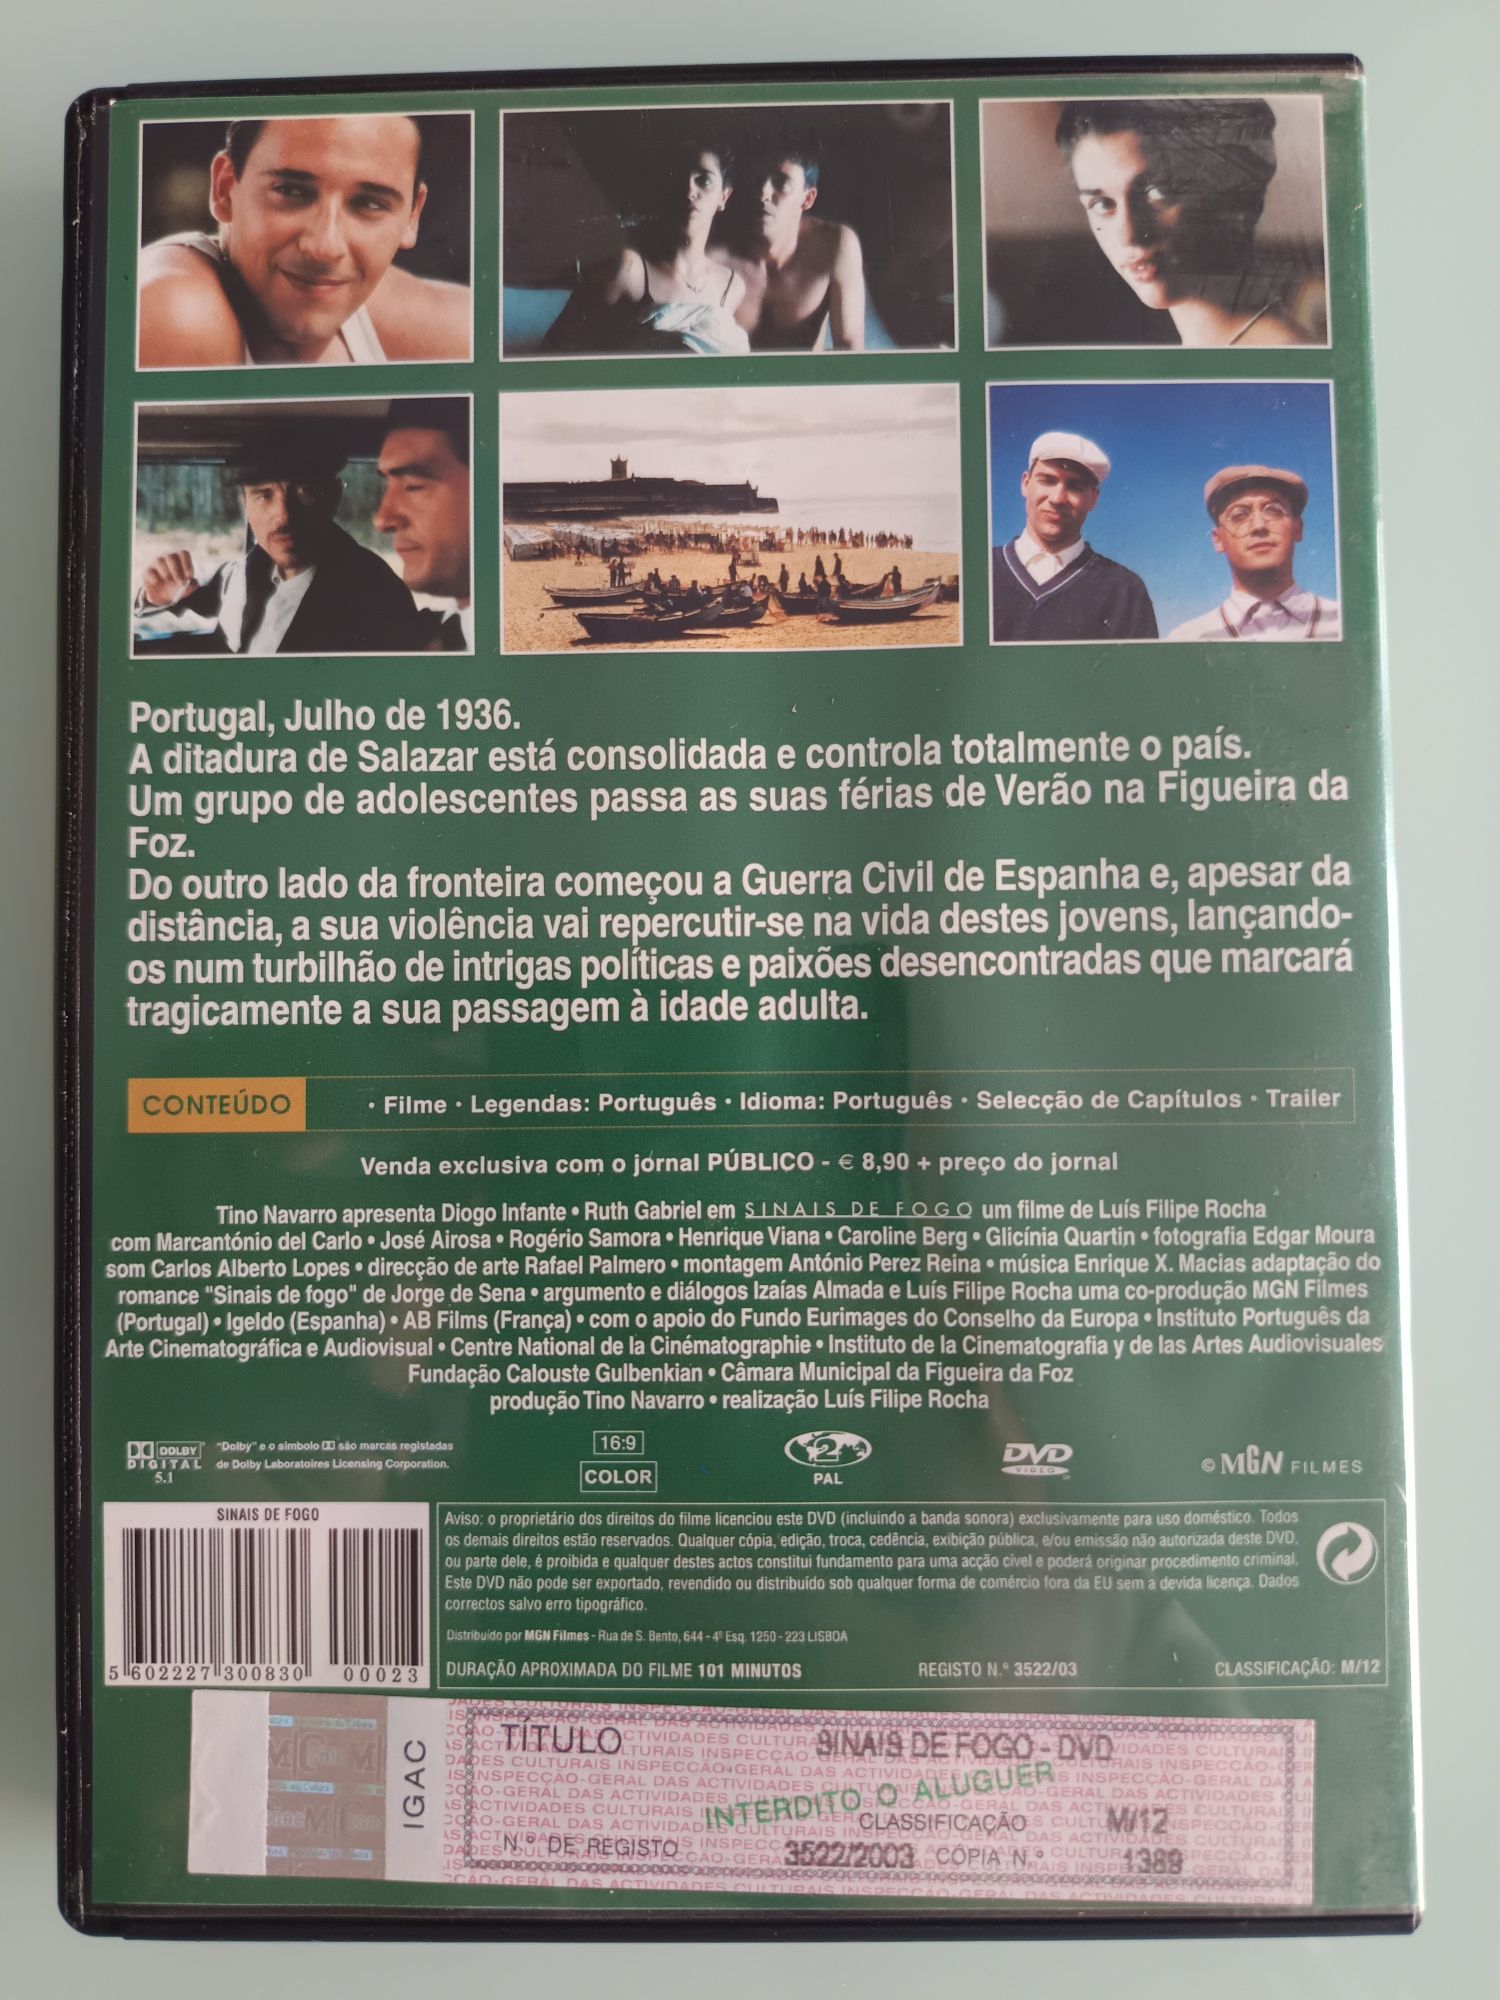 Portugal, Julho de 1936.
A ditadura de Salazar está consolidada e controla totalmente o país.
Um grupo de adolescentes passa as suas férias de Verão na Figueira da
Foz.
Do outro lado da fronteira começou a Guerra Civil de Espanha e, apesar da
distância, a sua violência vai repercutir-se na vida destes jovens, lançando-
os num turbilhão de intrigas políticas e paixões desencontradas que marcará
tragicamente a sua passagem à idade adulta.
CONTEÚDO • Filme • Legendas: Português • Idioma: Português • Selecção de Capítulos • Trailer
Venda exclusiva com o jornal PÚBLICO - € 8,90 + preço do jornal
Tino Navarro apresenta Diogo Infante • Ruth Gabriel em SINAIS DE FOGO um filme de Luís Filipe Rocha
com Marcantónio del Carlo • José Airosa • Rogério Samora • Henrique Viana • Caroline Berg • Glicínia Quartin • fotografia Edgar Moura
som Carlos Alberto Lopes • direcção de arte Rafael Palmero • montagem António Perez Reina • música Enrique X. Macias adaptação do
romance "Sinais de fogo" de Jorge de Sena • argumento e diálogos Izaías Almada e Luís Filipe Rocha uma co-produção MGN Filmes
(Portugal) • Igeldo (Espanha) • AB Films (França) • com o apoio do Fundo Eurimages do Conselho da Europa • Instituto Português da
Arte Cinematográfica e Audiovisual • Centre National de la Cinématographie • Instituto de la Cinematografia y de las Artes Audiovisuales
Fundação Calouste Gulbenkian • Câmara Municipal da Figueira da Foz
produção Tino Navarro • realização Luís Filipe Rocha
DOLBY
DIGITAL
5.1
"Dolby" e o símbolo são marcas registadas
de Dolby Laboratoires Licensing Corporation.
16:9
COLOR
2
PAL
DVD
VIDEO
© MGN FILMES
SINAIS DE FOGO
5 602227 300830 00023
Aviso: o proprietário dos direitos do filme licenciou este DVD (incluindo a banda sonora) exclusivamente para uso doméstico. Todos
os demais direitos estão reservados. Qualquer cópia, edição, troca, cedência, exibição pública, e/ou emissão não autorizada deste DVD,
ou parte dele, é proibida e qualquer destes actos constitui fundamento para uma acção cível e poderá originar procedimento criminal.
Este DVD não pode ser exportado, revendido ou distribuído sob qualquer forma de comércio fora da EU sem a devida licença. Dados
correctos salvo erro tipográfico.
Distribuído por MGN Filmes - Rua de S. Bento, 644 - 4º Esq. 1250 - 223 LISBOA
DURAÇÃO APROXIMADA DO FILME 101 MINUTOS REGISTO N.º 3522/03 CLASSIFICAÇÃO: M/12
IGAC
TÍTULO SINAIS DE FOGO - DVD
INTERDITO O ALUGUER
CLASSIFICAÇÃO M/12
N.º DE REGISTO 3522/2003 CÓPIA N.º 1389
INSPECÇÃO-GERAL DAS ACTIVIDADES CULTURAIS